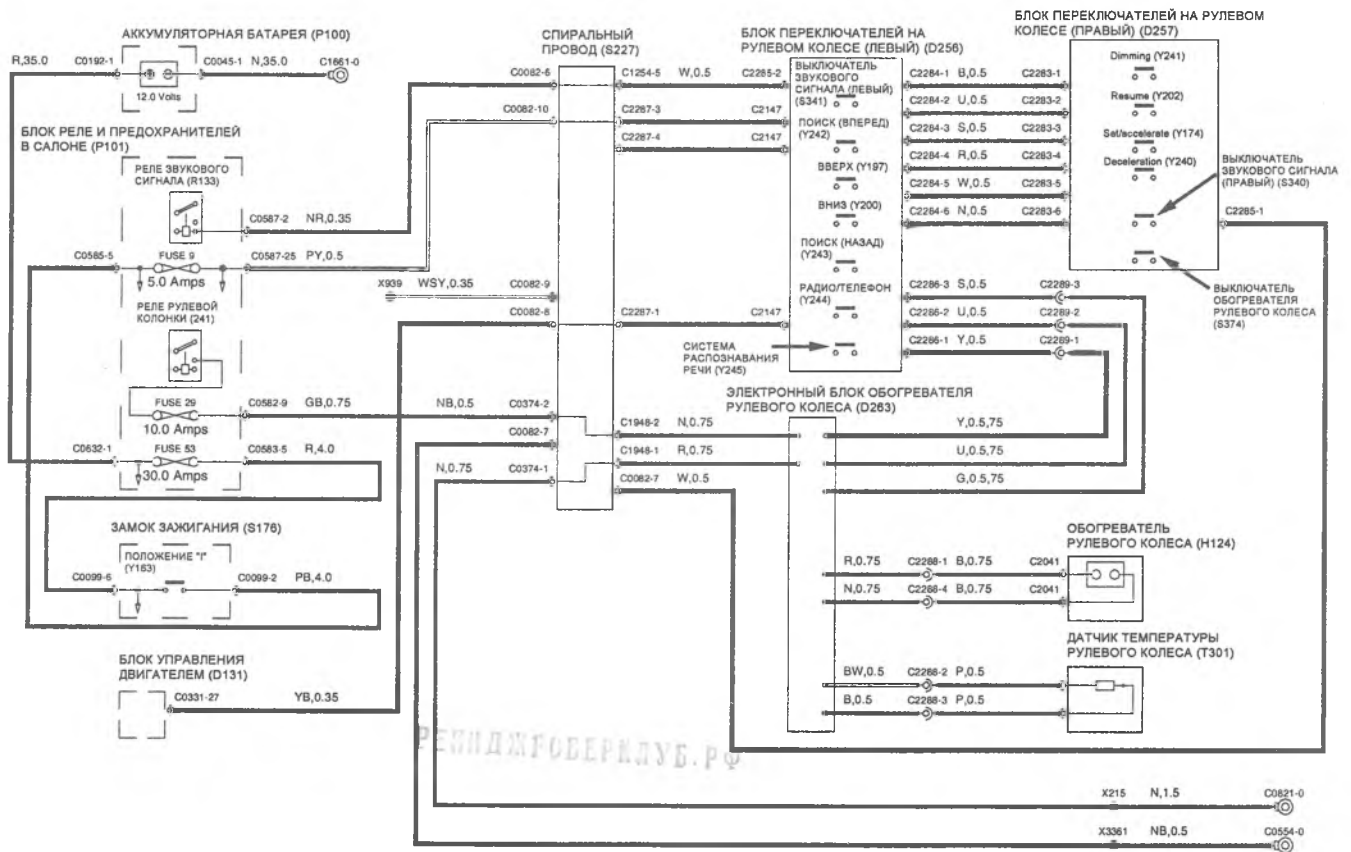 БЛОК ПЕРЕКЛЮЧАТЕЛЕЙ НА РУЛЕВОМ
КОЛЕСЕ (ПРАВЫЙ) (D257)
АККУМУЛЯТОРНАЯ БАТАРЕЯ (P100)
СПИРАЛЬНЫЙ
ПРОВОД (S227)
БЛОК ПЕРЕКЛЮЧАТЕЛЕЙ НА
РУЛЕВОМ КОЛЕСЕ (ЛЕВЫЙ) (D256)
R,35.0 C0192-1 C0045-1 N,35.0 C1661-0
12.0 Volts
Dimming (Y241)
Resume (Y202)
Set/accelerate (Y174)
Deceleration (Y240)
ВЫКЛЮЧАТЕЛЬ
ЗВУКОВОГО СИГНАЛА
(ПРАВЫЙ) (S340)
C2285-1
ВЫКЛЮЧАТЕЛЬ
ОБОГРЕВАТЕЛЯ
РУЛЕВОГО КОЛЕСА
(S374)
C0082-6 C1254-5 W,0.5 C2285-2
C0082-10 C2287-3 C2147
C2287-4 C2147
ВЫКЛЮЧАТЕЛЬ
ЗВУКОВОГО
СИГНАЛА (ЛЕВЫЙ)
(S341)
ПОИСК (ВПЕРЕД)
(Y242)
ВВЕРХ (Y197)
ВНИЗ (Y200)
ПОИСК (НАЗАД)
(Y243)
РАДИО/ТЕЛЕФОН
(Y244)
СИСТЕМА
РАСПОЗНАВАНИЯ
РЕЧИ (Y245)
C2284-1 B,0.5 C2283-1
C2284-2 U,0.5 C2283-2
C2284-3 S,0.5 C2283-3
C2284-4 R,0.5 C2283-4
C2284-5 W,0.5 C2283-5
C2284-6 N,0.5 C2283-6
C2286-3 S,0.5 C2289-3
C2286-2 U,0.5 C2289-2
C2286-1 Y,0.5 C2289-1
БЛОК РЕЛЕ И ПРЕДОХРАНИТЕЛЕЙ
В САЛОНЕ (P101)
РЕЛЕ ЗВУКОВОГО
СИГНАЛА (R133)
C0587-2 NR,0.35
C0585-5 FUSE 9 C0587-25 PY,0.5
5.0 Amps
X939 WSY,0.35 C0082-9
РЕЛЕ РУЛЕВОЙ
КОЛОНКИ (241)
C0082-8 C2287-1 C2147
FUSE 29 C0582-9 GB,0.75 NB,0.5 C0374-2
10.0 Amps
C0632-1 FUSE 53 C0583-5 R,4.0
30.0 Amps
C0082-7
N,0.75 C0374-1
C1948-2 N,0.75
C1948-1 R,0.75
C0082-7 W,0.5
ЭЛЕКТРОННЫЙ БЛОК ОБОГРЕВАТЕЛЯ
РУЛЕВОГО КОЛЕСА (D263)
Y,0.5,75
U,0.5,75
G,0.5,75
ЗАМОК ЗАЖИГАНИЯ (S176)
ПОЛОЖЕНИЕ "I"
(Y163)
C0099-6 C0099-2 PB,4.0
ОБОГРЕВАТЕЛЬ
РУЛЕВОГО КОЛЕСА (H124)
R,0.75 C2288-1 B,0.75 C2041
N,0.75 C2288-4 B,0.75 C2041
ДАТЧИК ТЕМПЕРАТУРЫ
РУЛЕВОГО КОЛЕСА (T301)
BW,0.5 C2288-2 P,0.5
B,0.5 C2288-3 P,0.5
БЛОК УПРАВЛЕНИЯ
ДВИГАТЕЛЕМ (D131)
C0331-27 YB,0.35
РЕНДЖРОВЕРКЛУБ.РФ
X215 N,1.5 C0821-0
X3361 NB,0.5 C0554-0